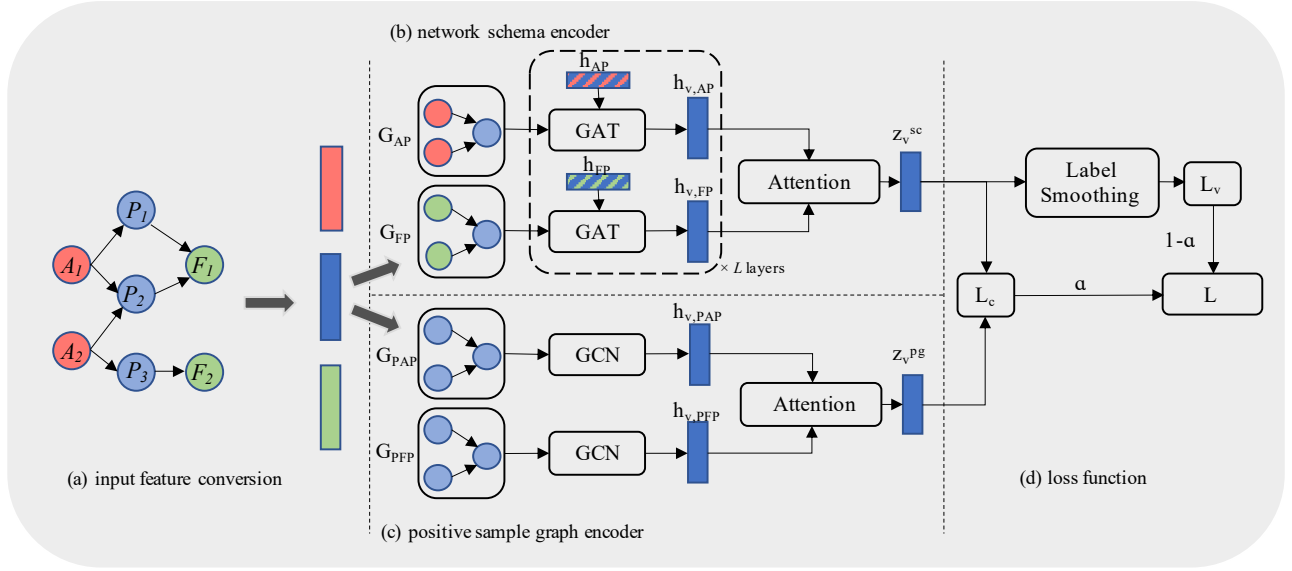 (b) network schema encoder
h_AP
h_v,AP
G_AP
GAT
z_v^sc
h_FP
Attention
Label
Smoothing
L_v
h_v,FP
G_FP
GAT
× L layers
1-α
P_1
A_1
F_1
P_2
A_2
P_3
F_2
L_c
α
L
h_v,PAP
G_PAP
GCN
z_v^pg
Attention
h_v,PFP
G_PFP
GCN
(a) input feature conversion
(d) loss function
(c) positive sample graph encoder